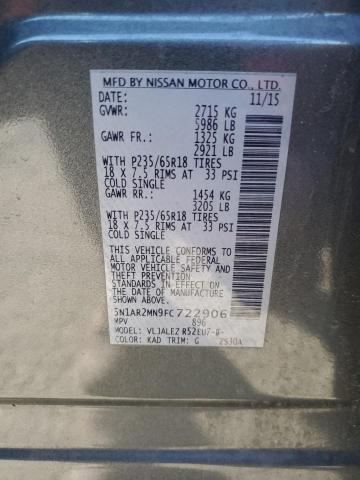 MFD BY NISSAN MOTOR CO., LTD.
DATE: 11/15
GVWR: 2715 KG
5986 LB
GAWR FR.: 1325 KG
2921 LB
WITH P235/65R18 TIRES
18 X 7.5 RIMS AT 33 PSI
COLD SINGLE
GAWR RR.: 1454 KG
3205 LB
WITH P235/65R18 TIRES
18 X 7.5 RIMS AT 33 PSI
COLD SINGLE
THIS VEHICLE CONFORMS TO
ALL APPLICABLE FEDERAL
MOTOR VEHICLE SAFETY AND
THEFT PREVENTION STANDARDS
IN EFFECT ON THE DATE OF
MANUFACTURE SHOWN ABOVE.
5N1AR2MN9FC722906
MPV 896
MODEL:
COLOR: KAD TRIM: G